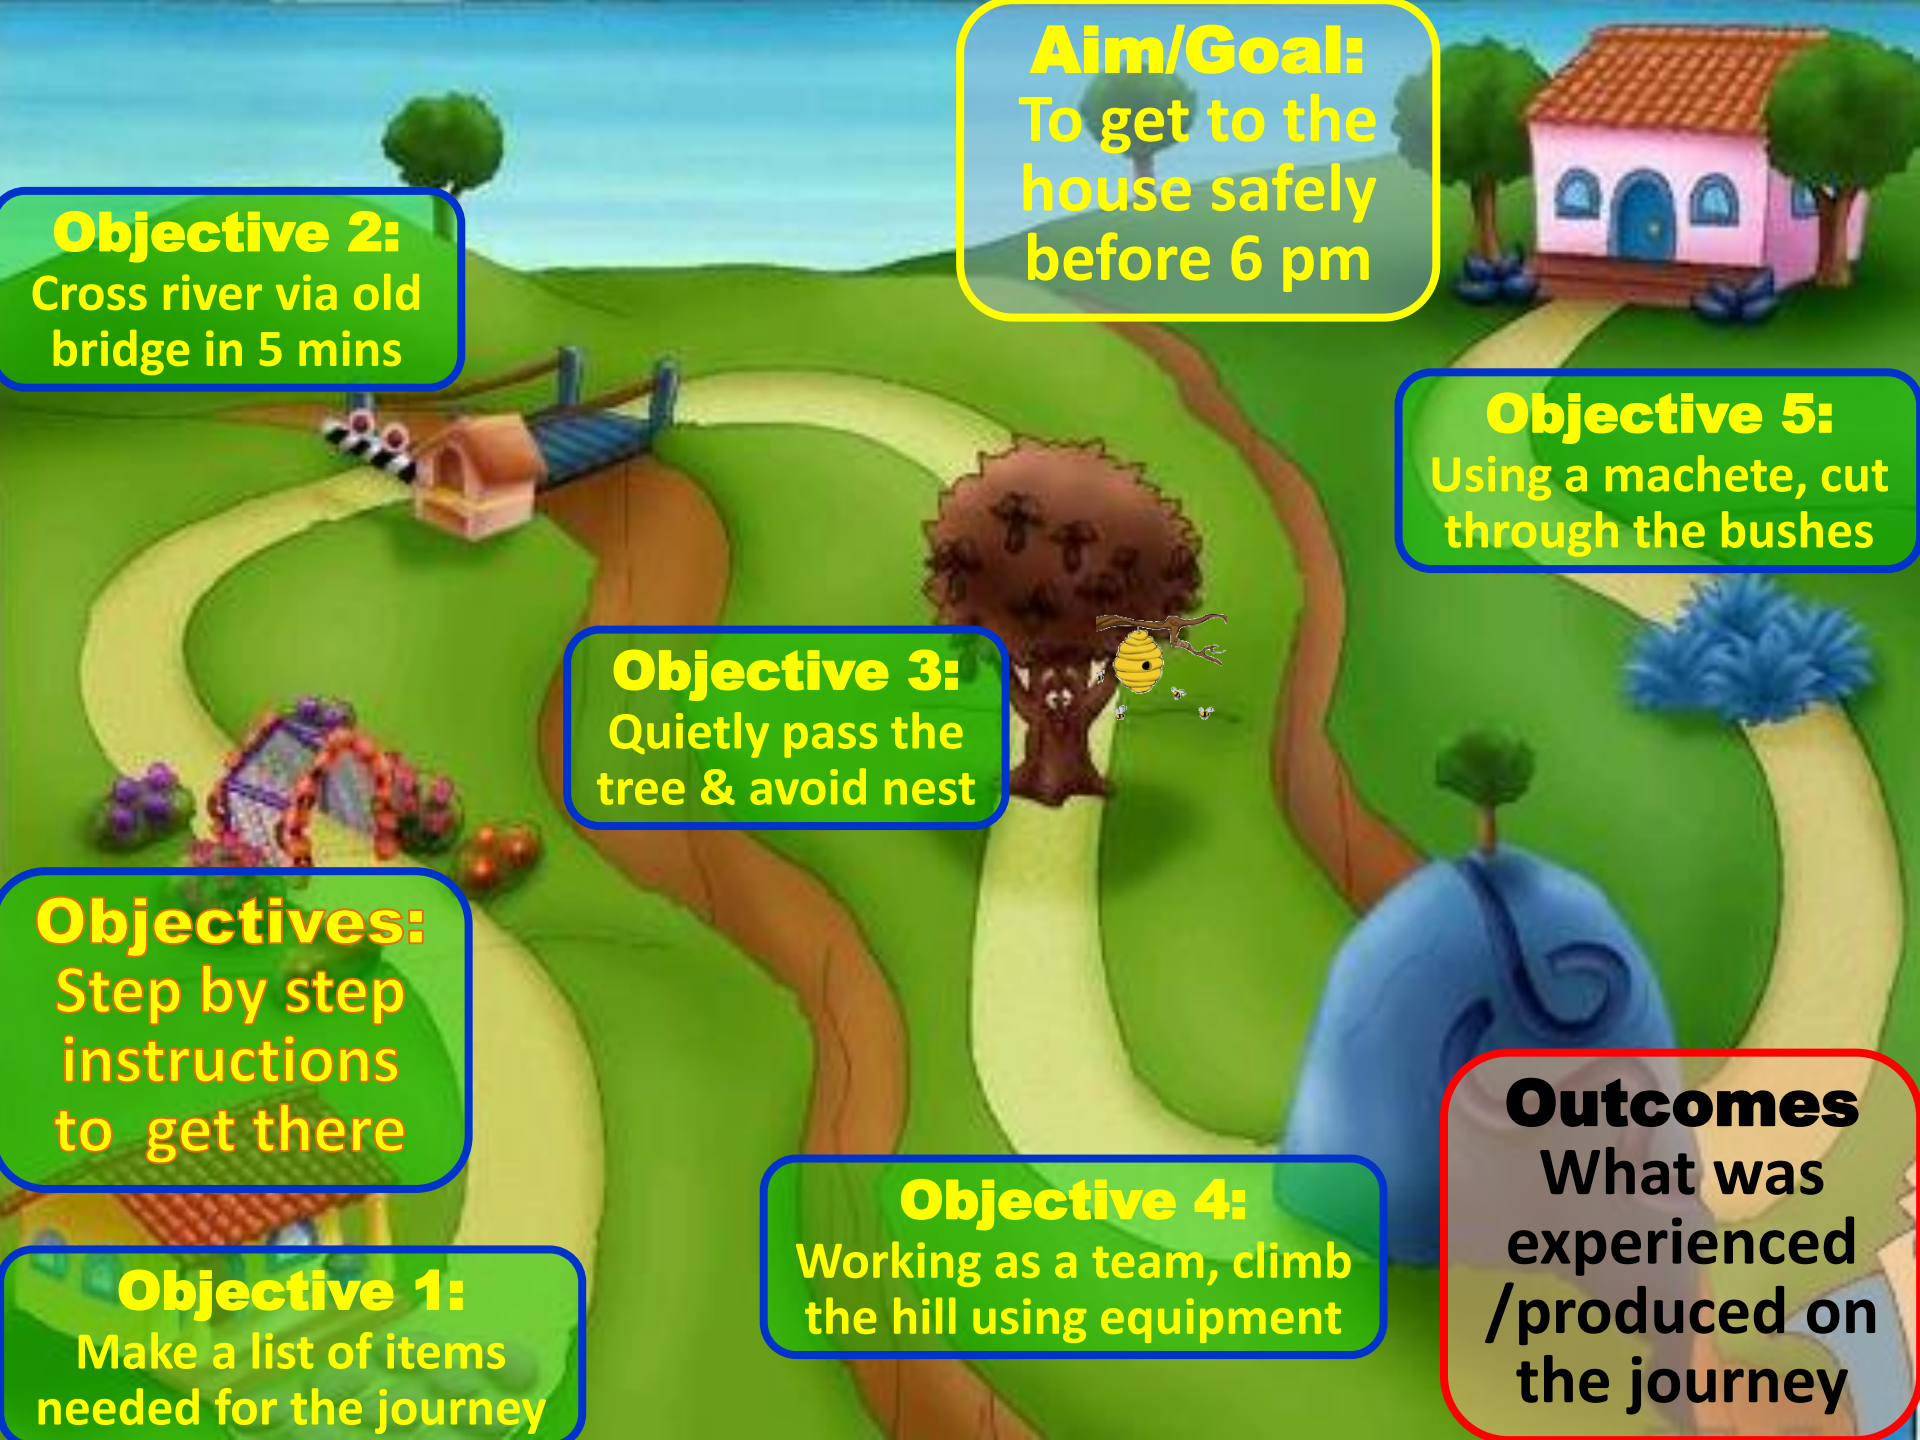 Aim/Goal:
To get to the
house safely
before 6 pm
Objective 2:
Cross river via old
bridge in 5 mins
Objective 5:
Using a machete, cut
through the bushes
Objective 3:
Quietly pass the
tree & avoid nest
Objectives:
Step by step
instructions
to  get there
Objective 4:
Working as a team, climb
the hill using equipment
Outcomes
What was
experienced
/produced on
the journey
Objective 1:
Make a list of items
needed for the journey